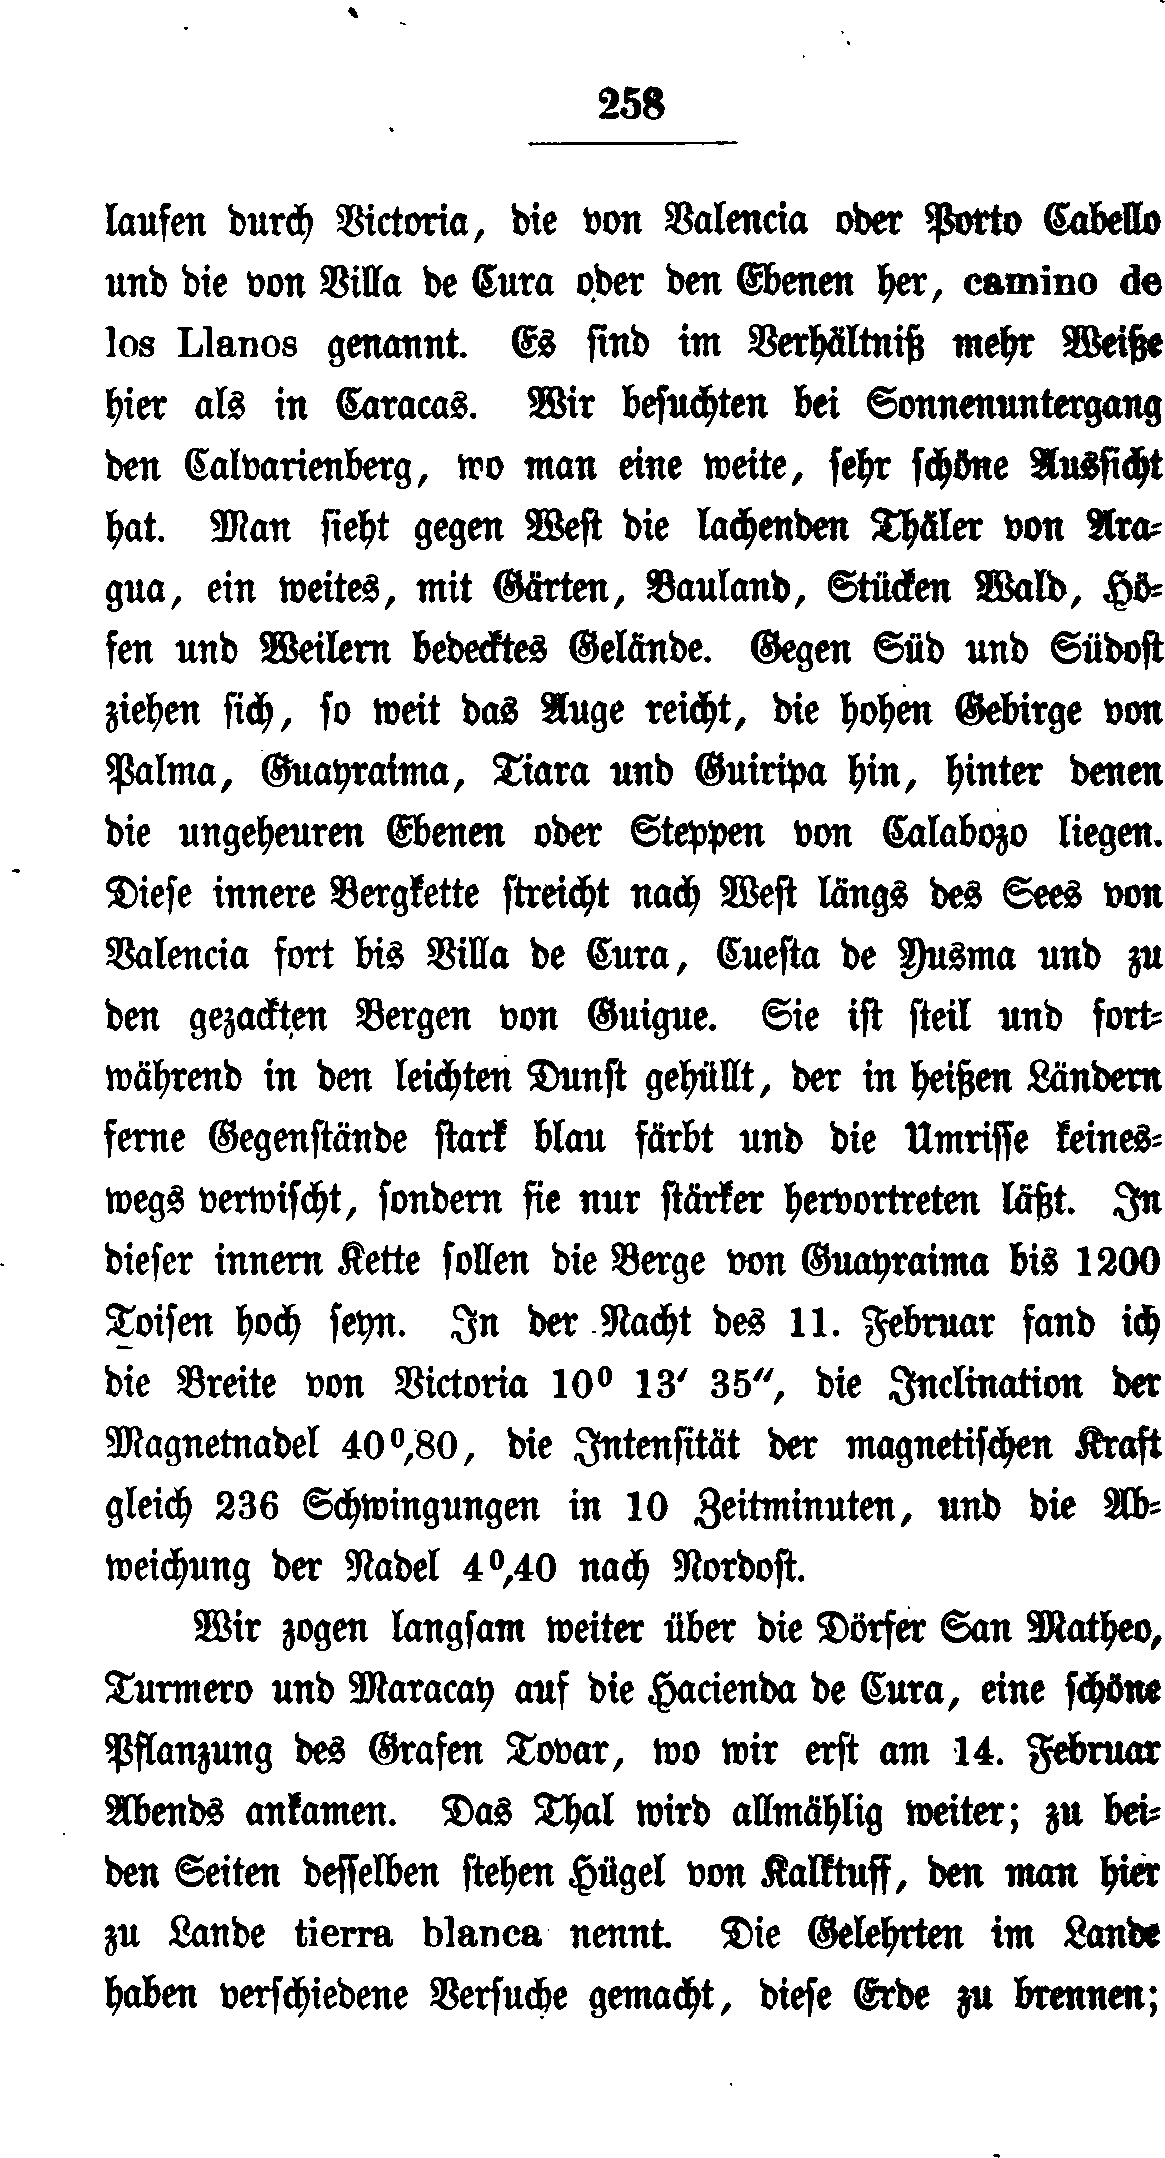 258
laufen durch Victoria, die von Valencia oder Porto Cabello
und die von Villa de Cura oder den Ebenen her, camino de
los Llanos genannt. Es sind im Verhältniß mehr Weiße
hier als in Caracas. Wir besuchten bei Sonnenuntergang
den Calvarienberg, wo man eine weite, sehr schöne Aussicht
hat. Man sieht gegen West die lachenden Thäler von Ara-
gua, ein weites, mit Gärten, Bauland, Stücken Wald, Hö-
fen und Weilern bedecktes Gelände. Gegen Süd und Südost
ziehen sich, so weit das Auge reicht, die hohen Gebirge von
Palma, Guayraima, Tiara und Guiripa hin, hinter denen
die ungeheuren Ebenen oder Steppen von Calabozo liegen.
Diese innere Bergkette streicht nach West längs des Sees von
Valencia fort bis Villa de Cura, Cuesta de Yusma und zu
den gezackten Bergen von Guigue. Sie ist steil und fort-
während in den leichten Dunst gehüllt, der in heißen Ländern
ferne Gegenstände stark blau färbt und die Umrisse keines-
wegs verwischt, sondern sie nur stärker hervortreten läßt. In
dieser innern Kette sollen die Berge von Guayraima bis 1200
Toisen hoch seyn. In der Nacht des 11. Februar fand ich
die Breite von Victoria 10° 13′ 35″, die Inclination der
Magnetnadel 40°,80, die Intensität der magnetischen Kraft
gleich 236 Schwingungen in 10 Zeitminuten, und die Ab-
weichung der Nadel 4°,40 nach Nordost.
Wir zogen langsam weiter über die Dörfer San Matheo,
Turmero und Maracay auf die Hacienda de Cura, eine schöne
Pflanzung des Grafen Tovar, wo wir erst am 14. Februar
Abends ankamen. Das Thal wird allmählig weiter; zu bei-
den Seiten desselben stehen Hügel von Kalktuff, den man hier
zu Lande tierra blanca nennt. Die Gelehrten im Lande
haben verschiedene Versuche gemacht, diese Erde zu brennen;